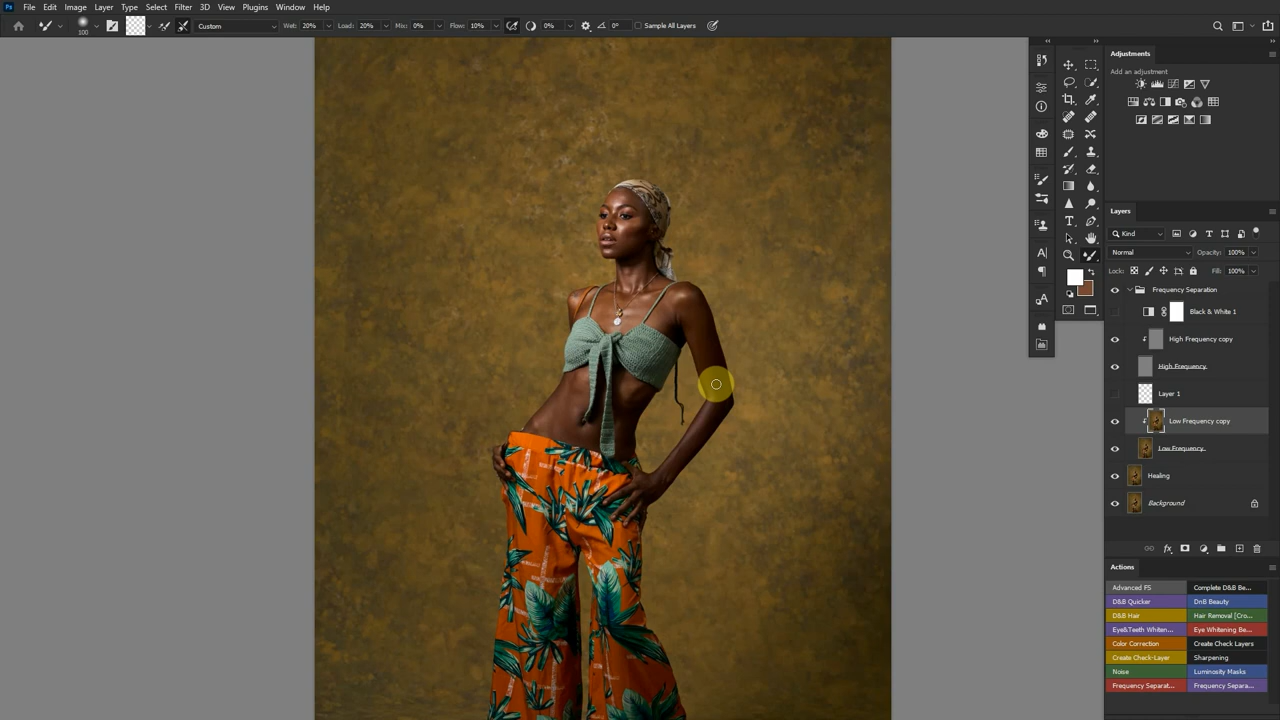 Ps File Edit Image Layer Type Select Filter 3D View Plugins Window Help
100 Custom Wet: 20% Load: 20% Mix: 0% Flow: 10% 0% 0° Sample All Layers
Adjustments
Add an adjustment
Layers
Kind
Normal Opacity: 100%
Lock: Fill: 100%
Frequency Separation
Black & White 1
High Frequency copy
High Frequency
Layer 1
Low Frequency copy
Low Frequency
Healing
Background
Actions
Advanced FS Complete D&B Be...
D&B Quicker DnB Beauty
D&B Hair Hair Removal [Cro...
Eye&Teeth Whiten... Eye Whitening Be...
Color Correction Create Check Layers
Create Check-Layer Sharpening
Noise Luminosity Masks
Frequency Separat... Frequency Separa...